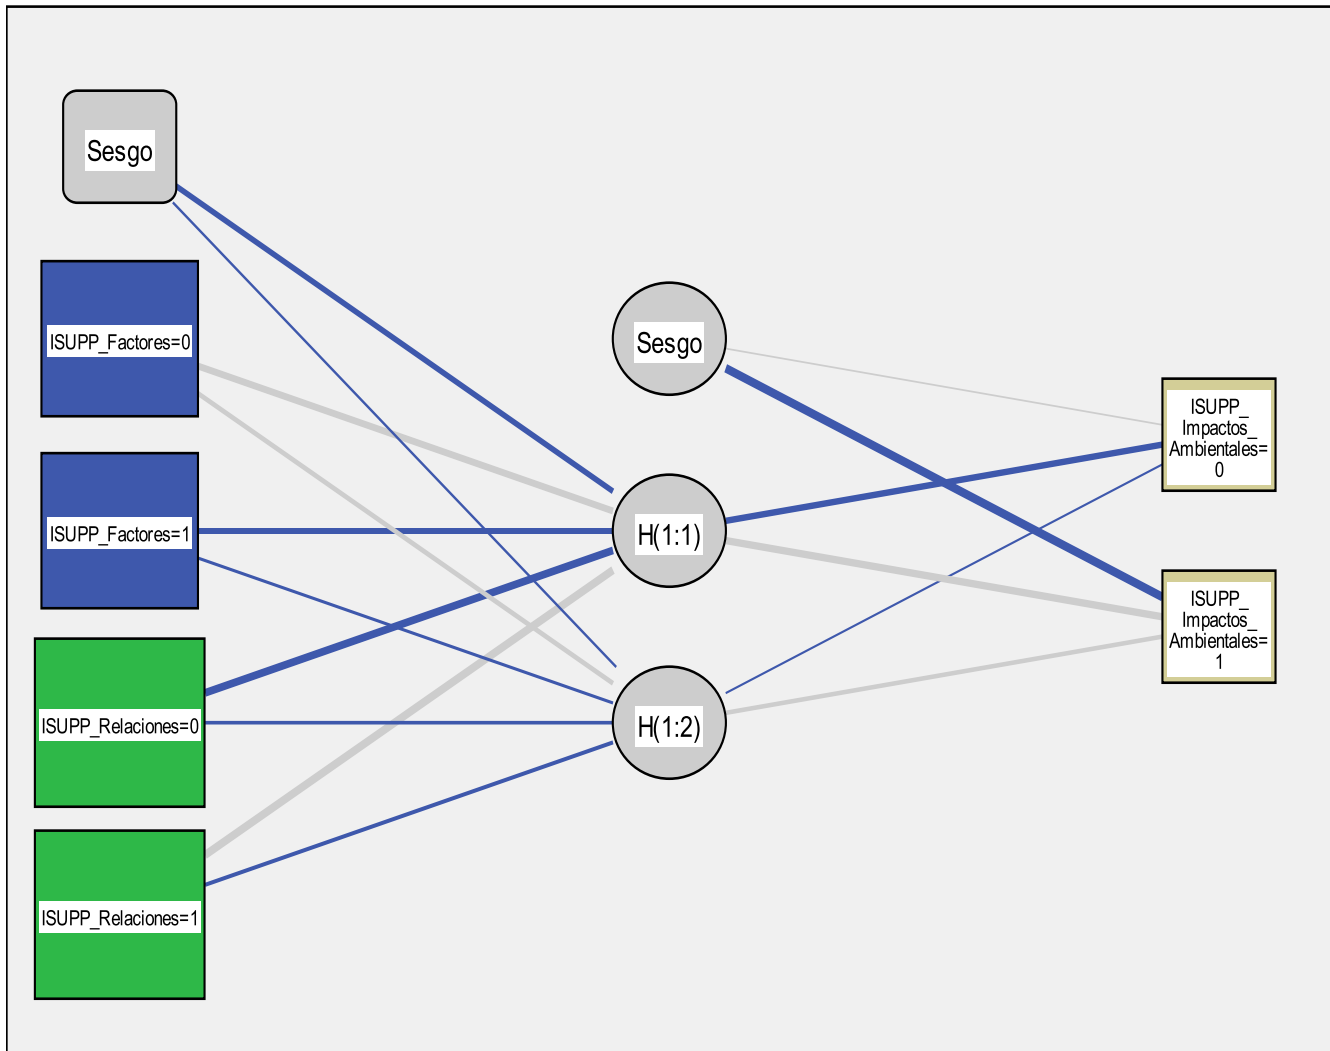 Sesgo
ISUPP_Factores=0
ISUPP_Factores=1
ISUPP_Relaciones=0
ISUPP_Relaciones=1
Sesgo
H(1:1)
H(1:2)
ISUPP_
Impactos_
Ambientales=
0
ISUPP_
Impactos_
Ambientales=
1